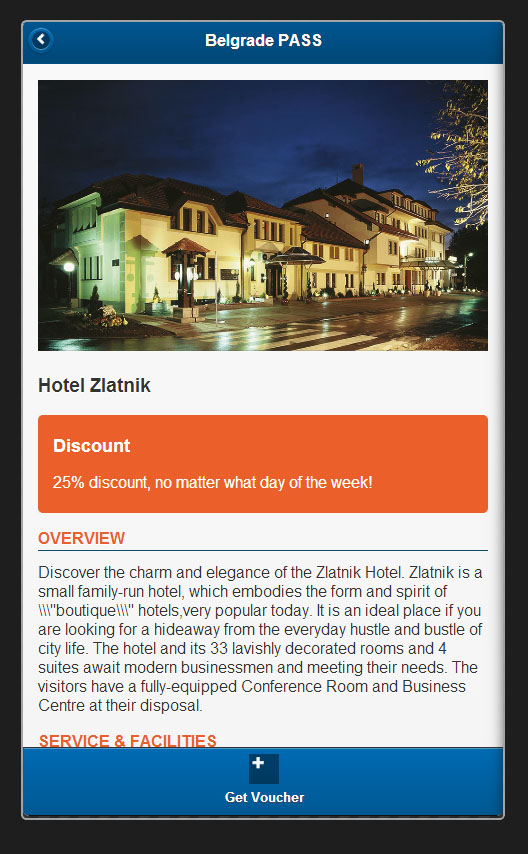 Belgrade PASS
Hotel Zlatnik
Discount
25% discount, no matter what day of the week!
OVERVIEW
Discover the charm and elegance of the Zlatnik Hotel. Zlatnik is a
small family-run hotel, which embodies the form and spirit of
\\\"boutique\\\" hotels,very popular today. It is an ideal place if you
are looking for a hideaway from the everyday hustle and bustle of
city life. The hotel and its 33 lavishly decorated rooms and 4
suites await modern businessmen and meeting their needs. The
visitors have a fully-equipped Conference Room and Business
Centre at their disposal.
SERVICE & FACILITIES
Get Voucher